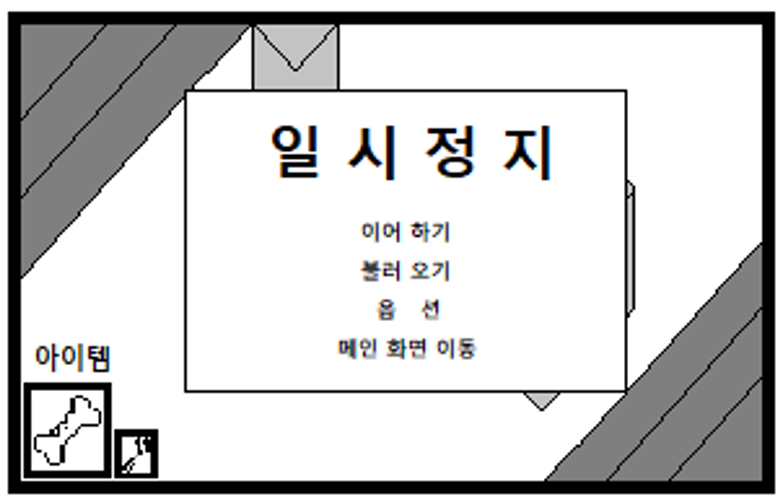 일 시 정 지
이어 하기
불러 오기
옵 션
메인 화면 이동
아이템